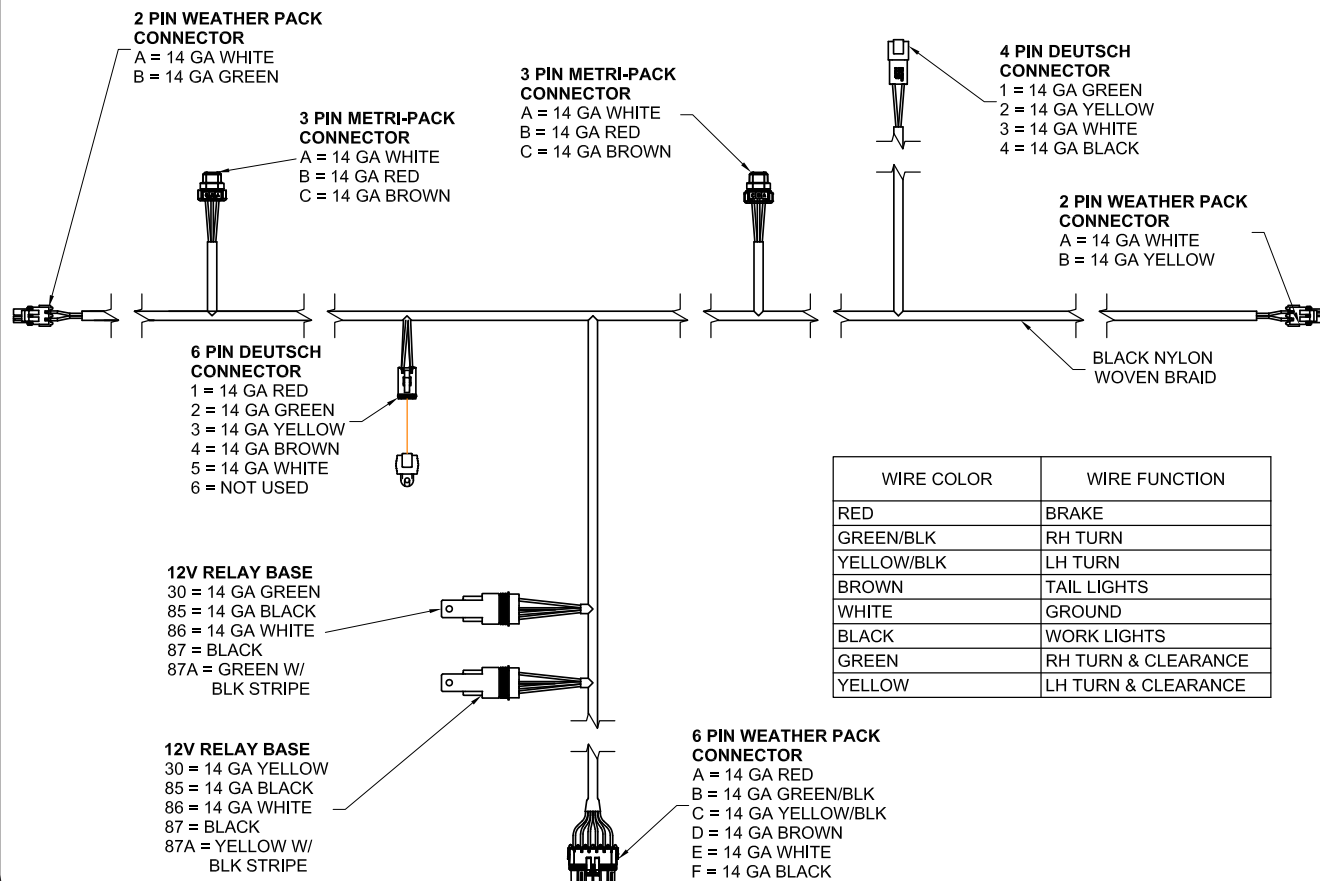 2 PIN WEATHER PACK
CONNECTOR
A = 14 GA WHITE
B = 14 GA GREEN
3 PIN METRI-PACK
CONNECTOR
A = 14 GA WHITE
B = 14 GA RED
C = 14 GA BROWN
3 PIN METRI-PACK
CONNECTOR
A = 14 GA WHITE
B = 14 GA RED
C = 14 GA BROWN
4 PIN DEUTSCH
CONNECTOR
1 = 14 GA GREEN
2 = 14 GA YELLOW
3 = 14 GA WHITE
4 = 14 GA BLACK
2 PIN WEATHER PACK
CONNECTOR
A = 14 GA WHITE
B = 14 GA YELLOW
BLACK NYLON
WOVEN BRAID
6 PIN DEUTSCH
CONNECTOR
1 = 14 GA RED
2 = 14 GA GREEN
3 = 14 GA YELLOW
4 = 14 GA BROWN
5 = 14 GA WHITE
6 = NOT USED
WIRE COLOR WIRE FUNCTION
RED BRAKE
GREEN/BLK RH TURN
YELLOW/BLK LH TURN
BROWN TAIL LIGHTS
WHITE GROUND
BLACK WORK LIGHTS
GREEN RH TURN & CLEARANCE
YELLOW LH TURN & CLEARANCE
12V RELAY BASE
30 = 14 GA GREEN
85 = 14 GA BLACK
86 = 14 GA WHITE
87 = BLACK
87A = GREEN W/
BLK STRIPE
12V RELAY BASE
30 = 14 GA YELLOW
85 = 14 GA BLACK
86 = 14 GA WHITE
87 = BLACK
87A = YELLOW W/
BLK STRIPE
6 PIN WEATHER PACK
CONNECTOR
A = 14 GA RED
B = 14 GA GREEN/BLK
C = 14 GA YELLOW/BLK
D = 14 GA BROWN
E = 14 GA WHITE
F = 14 GA BLACK